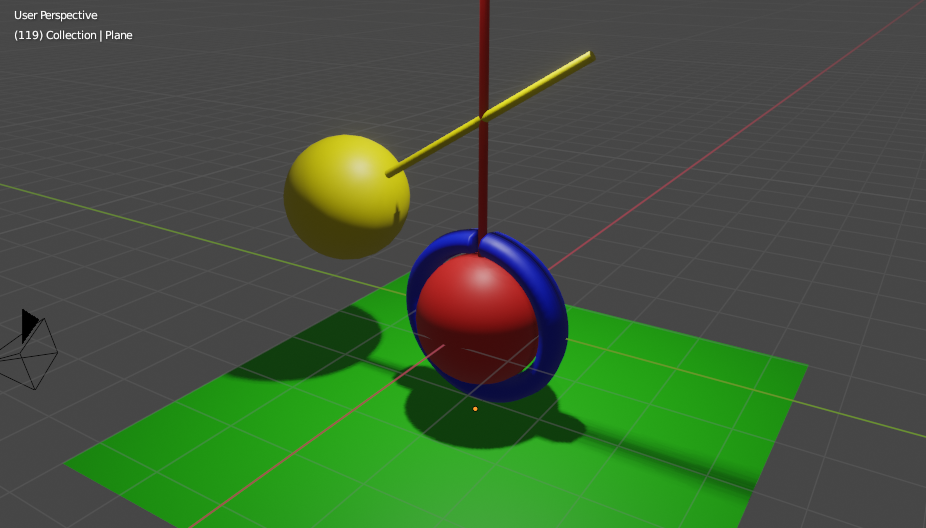 User Perspective
(119) Collection | Plane